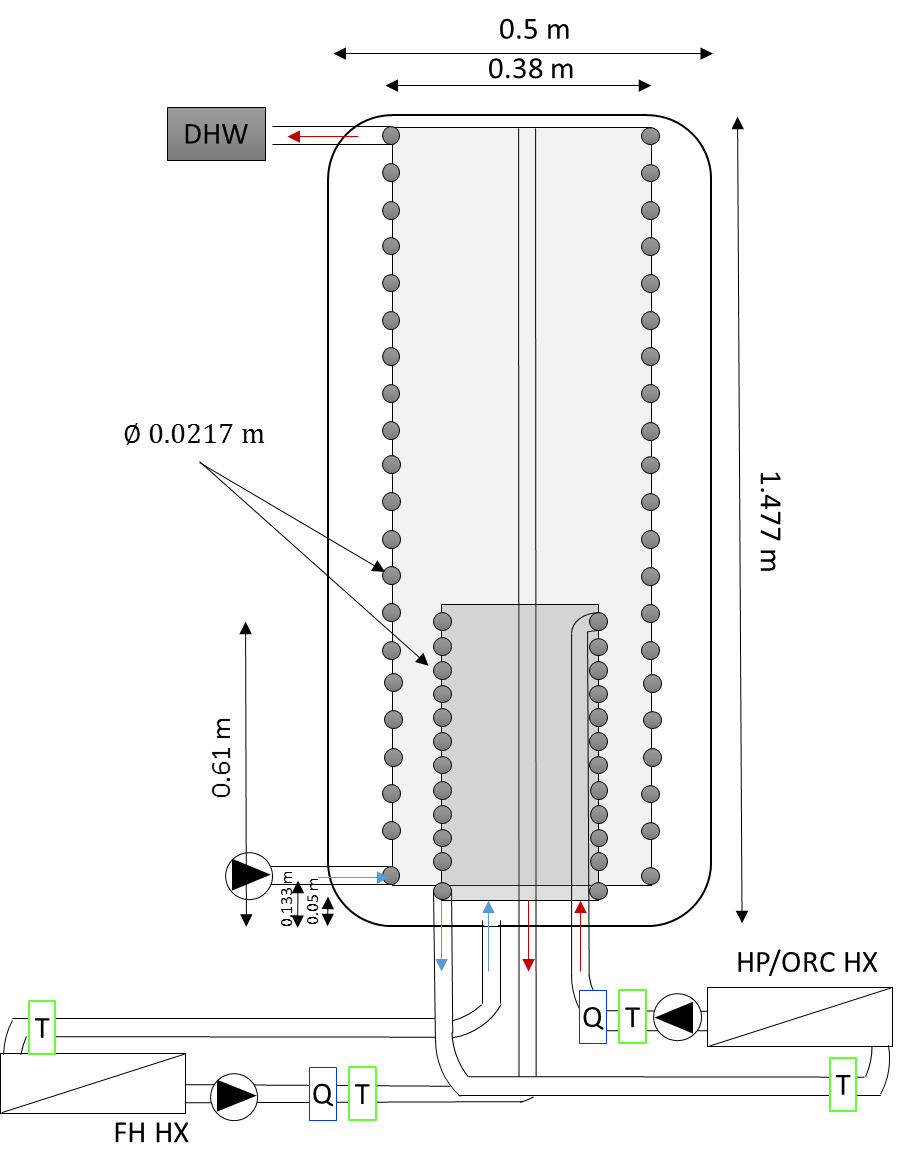 0.5 m
0.38 m
DHW
Ø 0.0217 m
1.477 m
0.61 m
0.133 m
0.05 m
HP/ORC HX
T
Q T
T
Q T
FH HX